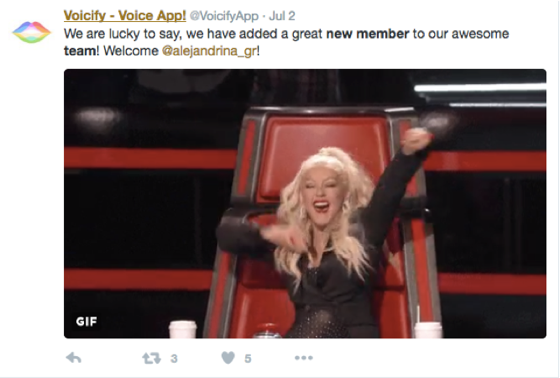 Voicify - Voice App! @VoicifyApp · Jul 2
We are lucky to say, we have added a great new member to our awesome
team! Welcome @alejandrina_gr!
GIF
3 5